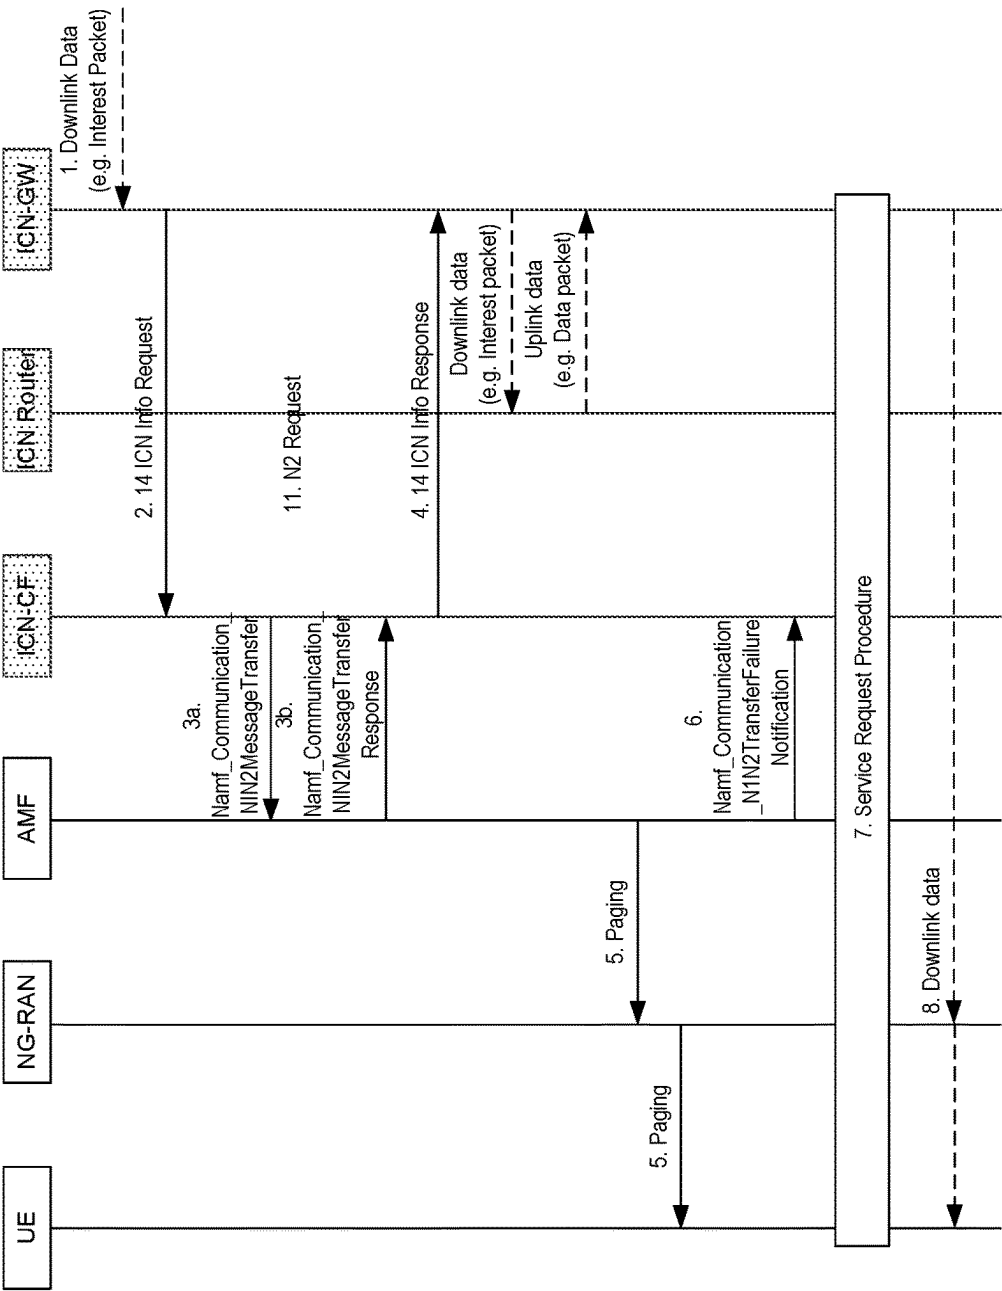 UE
NG-RAN
AMF
ICN-CF
ICN Router
ICN-GW
1. Downlink Data
(e.g. Interest Packet)
2. 14 ICN Info Request
3a.
Namf_Communication_
NIN2MessageTransfer
3b.
Namf_Communication_
NIN2MessageTransfer
Response
11. N2 Request
4. 14 ICN Info Response
Downlink data
(e.g. Interest packet)
Uplink data
(e.g. Data packet)
5. Paging
5. Paging
6.
Namf_Communication
_N1N2TransferFailure
Notification
7. Service Request Procedure
8. Downlink data